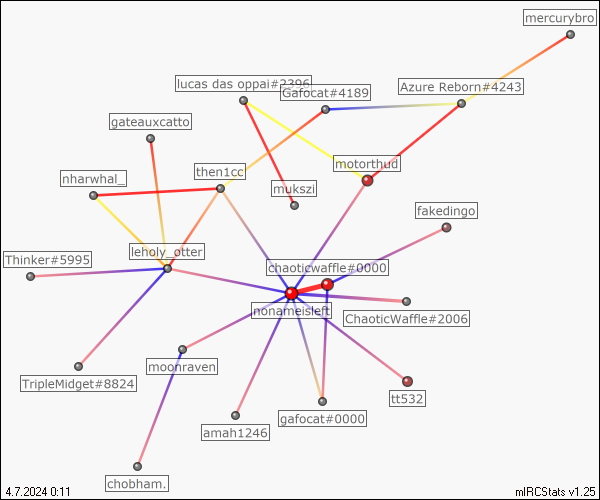 mercurybro
lucas das oppai#2396
Gafocat#4189
Azure Reborn#4243
gateauxcatto
motorthud
then1cc
nharwhal_
mukszi
fakedingo
leholy_otter
Thinker#5995
chaoticwaffle#0000
nonameisleft
ChaoticWaffle#2006
moonraven
TripleMidget#8824
tt532
gafocat#0000
amah1246
chobham.
4.7.2024 0:11
mIRCStats v1.25